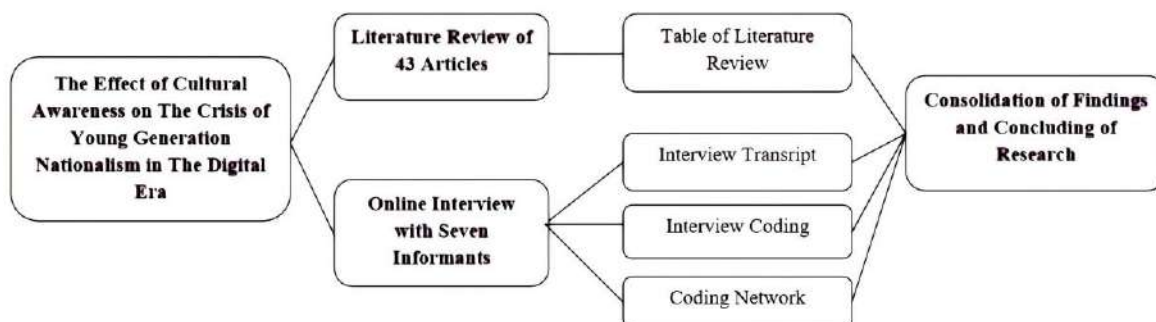 The Effect of Cultural
Awareness on The Crisis of
Young Generation
Nationalism in The Digital
Era
Literature Review of
43 Articles
Online Interview
with Seven
Informants
Table of Literature
Review
Interview Transript
Interview Coding
Coding Network
Consolidation of Findings
and Concluding of
Research